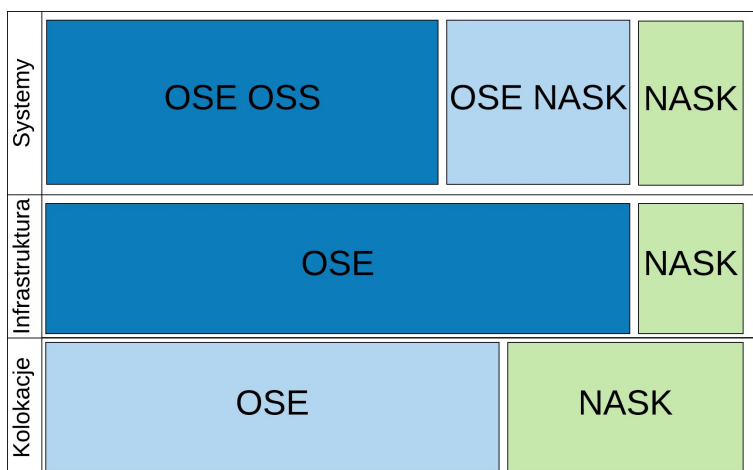 Systemy
OSE OSS
OSE NASK
NASK
Infrastruktura
OSE
NASK
Kolokacje
OSE
NASK